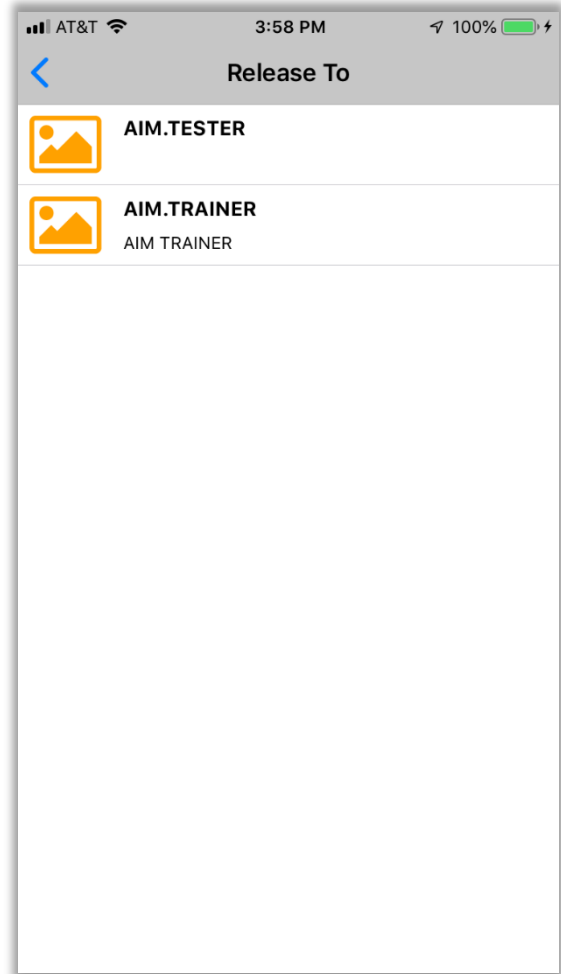 AT&T 3:58 PM 100%
Release To
AIM.TESTER
AIM.TRAINER
AIM TRAINER